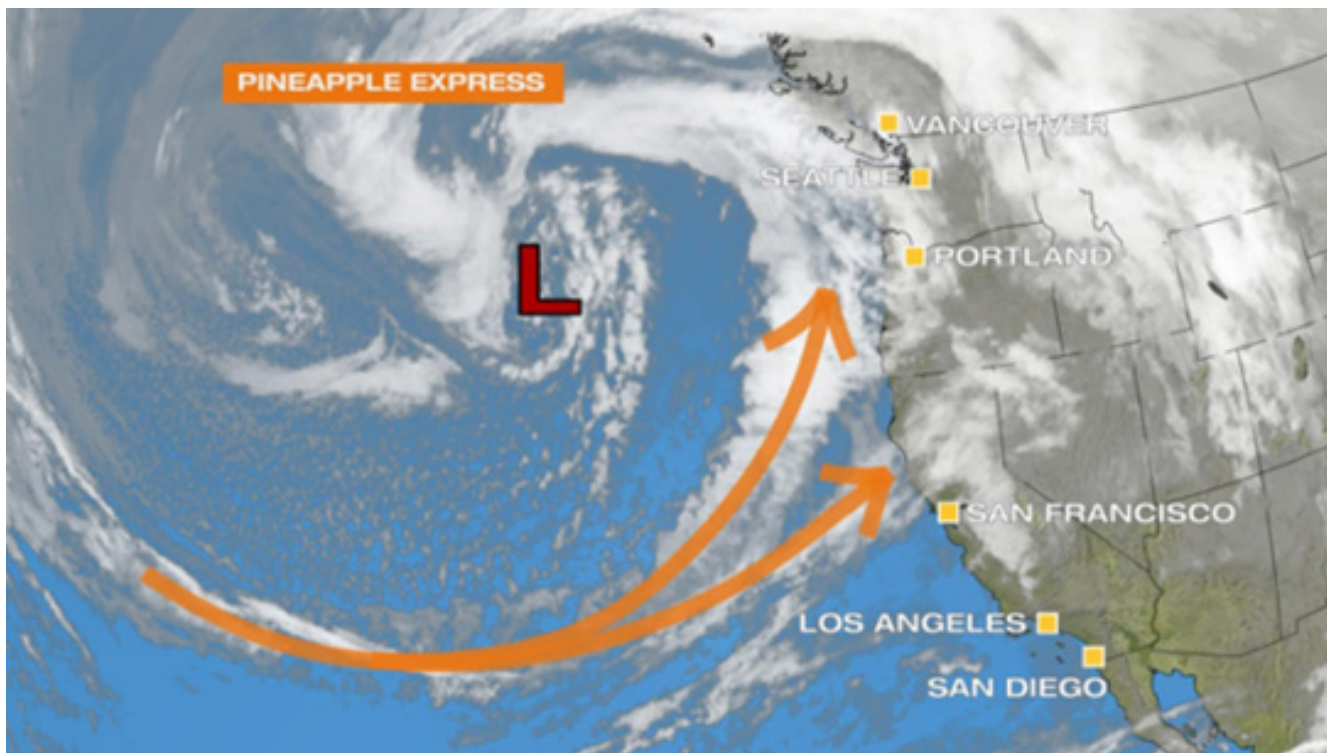 PINEAPPLE EXPRESS
VANCOUVER
SEATTLE
L
PORTLAND
SAN FRANCISCO
LOS ANGELES
SAN DIEGO